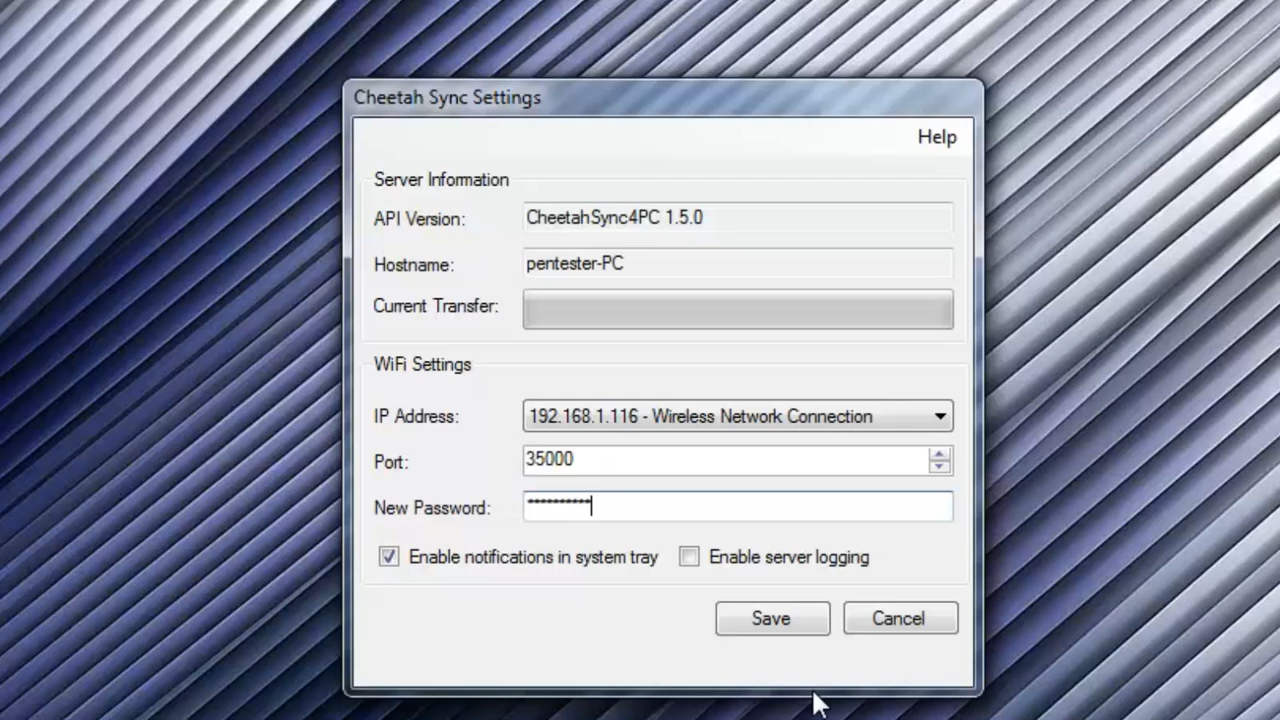 Cheetah Sync Settings
Help
Server Information
API Version: CheetahSync4PC 1.5.0
Hostname: pentester-PC
Current Transfer:
WiFi Settings
IP Address: 192.168.1.116 - Wireless Network Connection
Port: 35000
New Password: **********
Enable notifications in system tray Enable server logging
Save Cancel